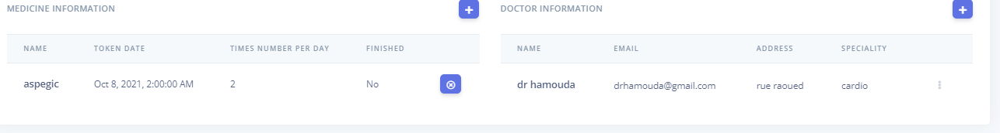 MEDICINE INFORMATION
DOCTOR INFORMATION
NAME TOKEN DATE TIMES NUMBER PER DAY FINISHED
NAME EMAIL ADDRESS SPECIALITY
aspegic Oct 8, 2021, 2:00:00 AM 2 No
dr hamouda drhamouda@gmail.com rue raoued cardio